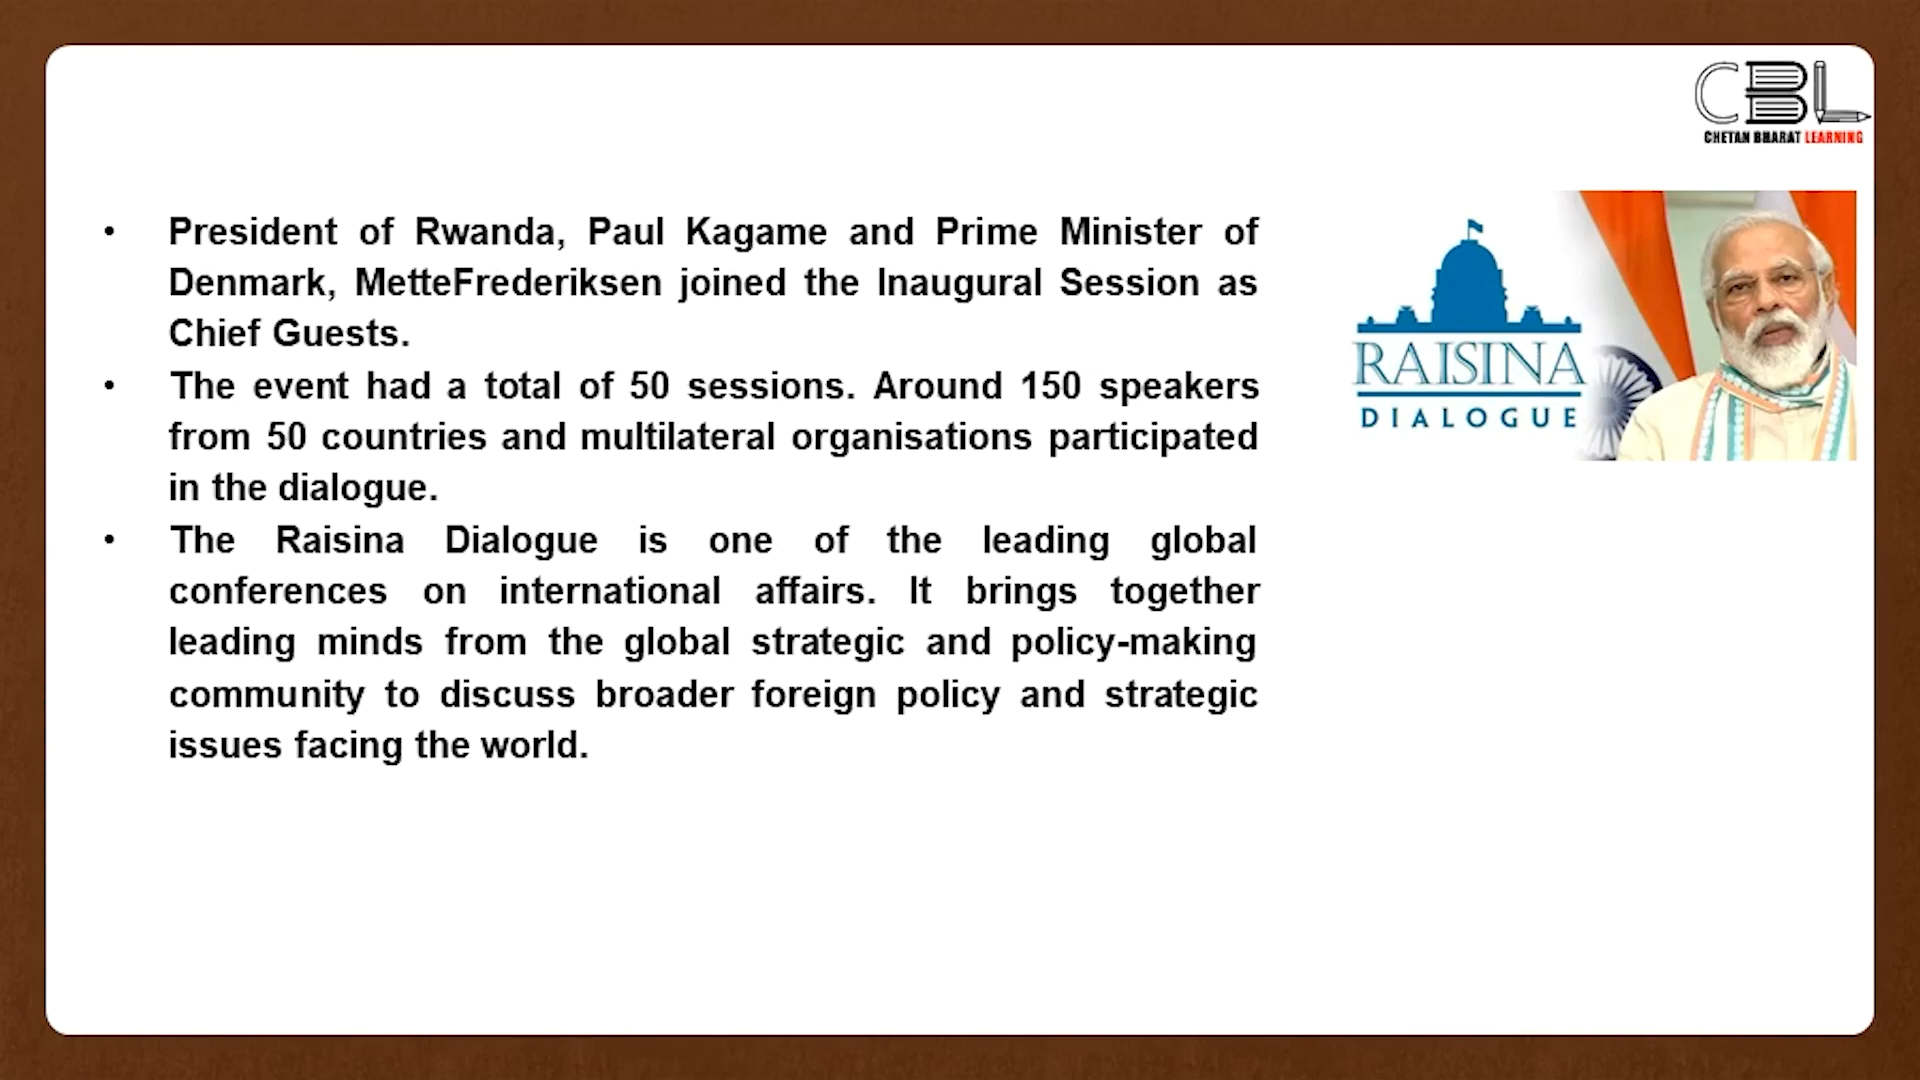 CBL
CHETAN BHARAT LEARNING
• President of Rwanda, Paul Kagame and Prime Minister of
Denmark, MetteFrederiksen joined the Inaugural Session as
Chief Guests.
• The event had a total of 50 sessions. Around 150 speakers
from 50 countries and multilateral organisations participated
in the dialogue.
• The Raisina Dialogue is one of the leading global
conferences on international affairs. It brings together
leading minds from the global strategic and policy-making
community to discuss broader foreign policy and strategic
issues facing the world.
RAISINA
DIALOGUE